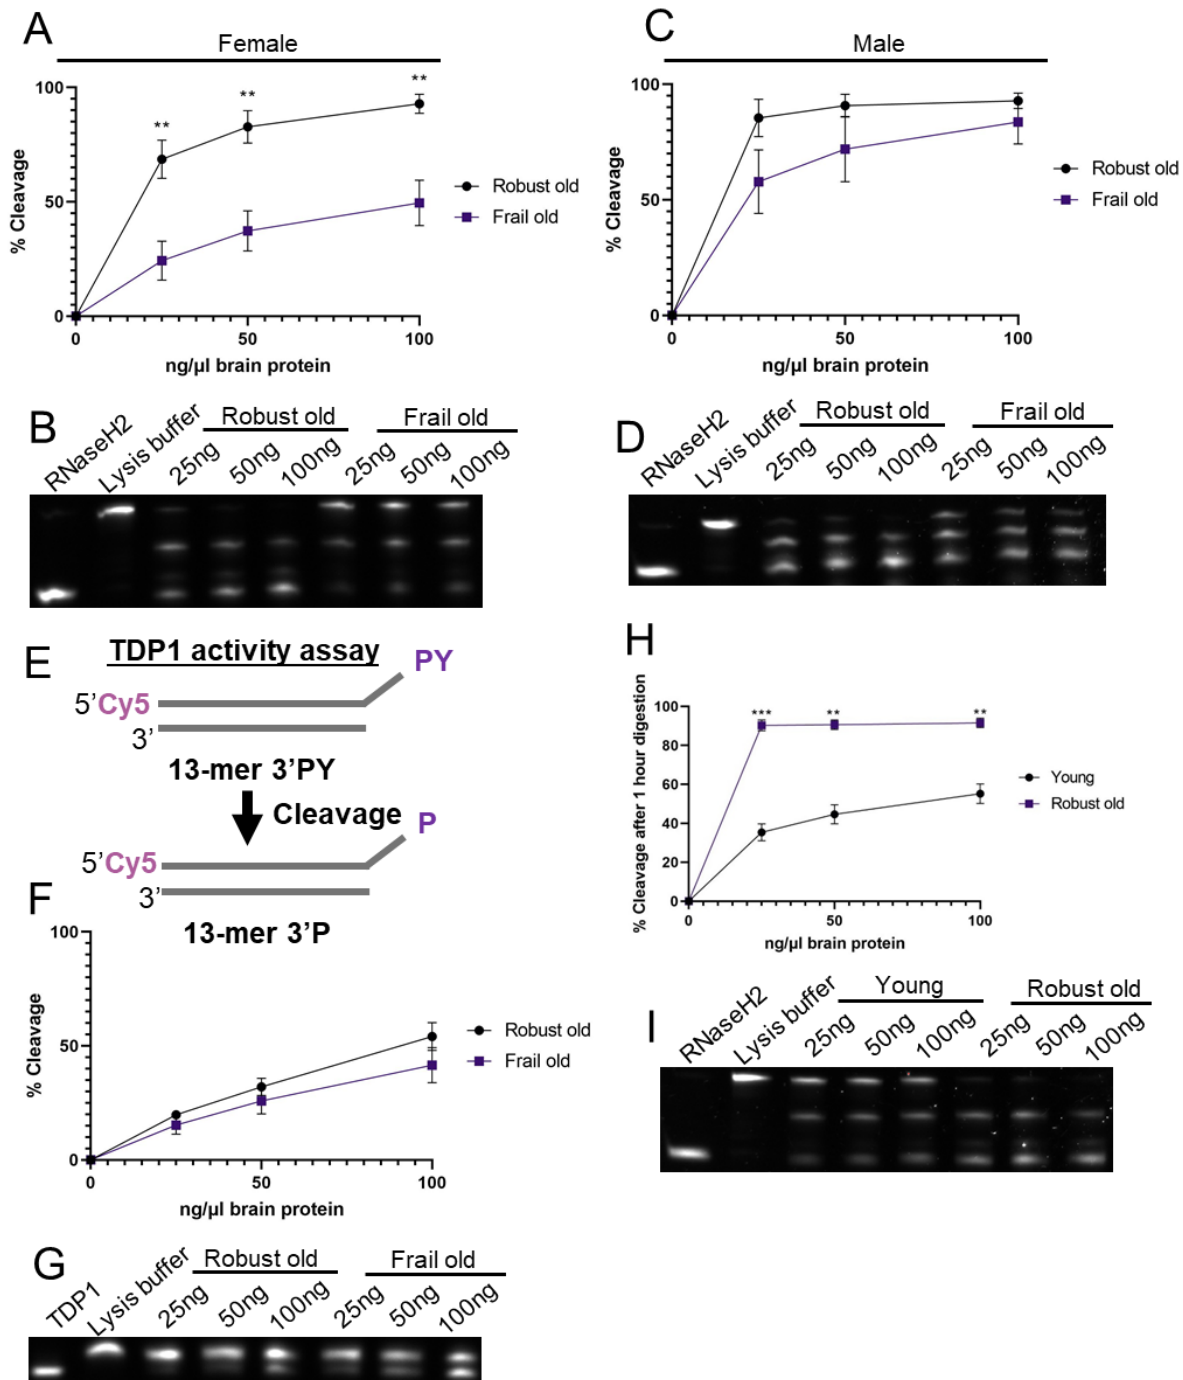 A
Female
100
50
0
% Cleavage
** ** **
0 50 100
ng/µl brain protein
Robust old
Frail old
C
Male
100
50
0
% Cleavage
0 50 100
ng/µl brain protein
Robust old
Frail old
B
RNaseH2
Lysis buffer
Robust old
25ng 50ng 100ng
Frail old
25ng 50ng 100ng
D
RNaseH2
Lysis buffer
Robust old
25ng 50ng 100ng
Frail old
25ng 50ng 100ng
E
TDP1 activity assay
PY
5'Cy5
3'
13-mer 3'PY
Cleavage
P
5'Cy5
3'
13-mer 3'P
F
100
50
0
% Cleavage
0 50 100
ng/µl brain protein
Robust old
Frail old
G
TDP1
Lysis buffer
Robust old
25ng 50ng 100ng
Frail old
25ng 50ng 100ng
H
% Cleavage after 1 hour digestion
100
80
60
40
20
0
*** ** **
0 50 100
ng/µl brain protein
Young
Robust old
I
RNaseH2
Lysis buffer
Young
25ng 50ng 100ng
Robust old
25ng 50ng 100ng